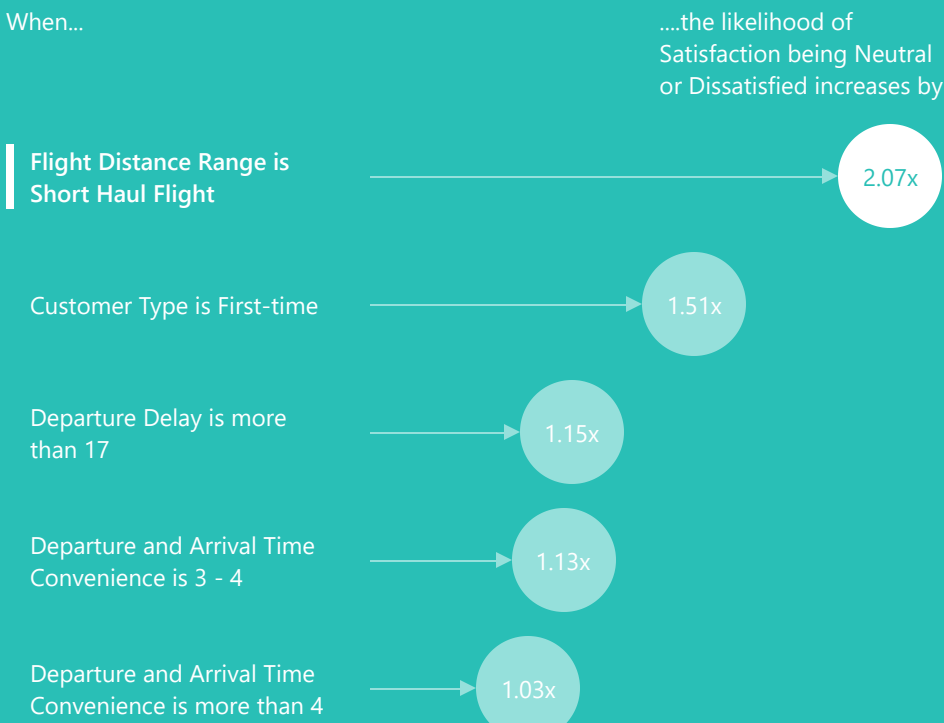 When...
....the likelihood of
Satisfaction being Neutral
or Dissatisfied increases by
Flight Distance Range is
Short Haul Flight
2.07x
Customer Type is First-time
1.51x
Departure Delay is more
than 17
1.15x
Departure and Arrival Time
Convenience is 3 - 4
1.13x
Departure and Arrival Time
Convenience is more than 4
1.03x